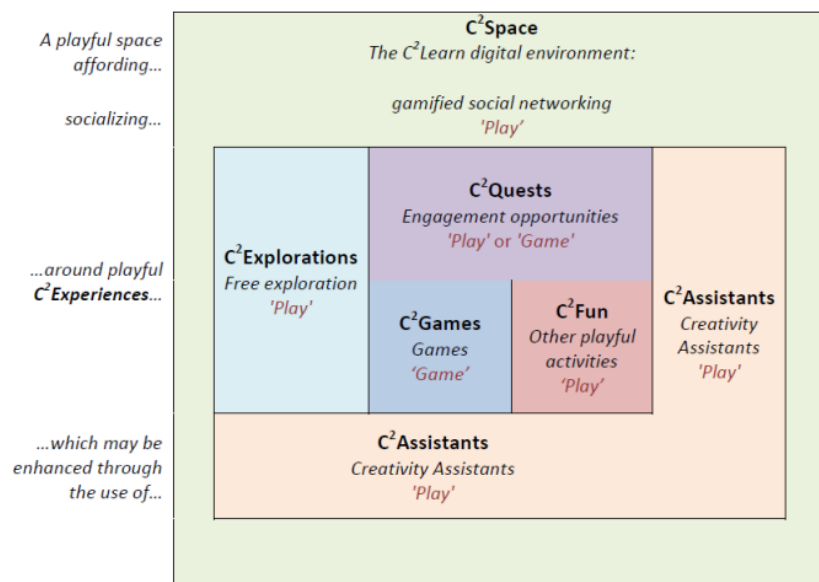 C²Space
A playful space
affording…
The C²Learn digital environment:
socializing…
gamified social networking
'Play'
C²Quests
Engagement opportunities
'Play' or 'Game'
C²Explorations
Free exploration
'Play'
…around playful
C²Experiences…
C²Games
Games
‘Game’
C²Fun
Other playful
activities
‘Play’
C²Assistants
Creativity
Assistants
'Play'
…which may be
enhanced through
the use of…
C²Assistants
Creativity Assistants
'Play'